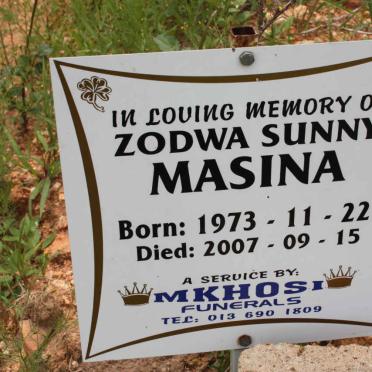 IN LOVING MEMORY O
ZODWA SUNNY
MASINA
Born: 1973 - 11 - 22
Died: 2007 - 09 - 15
A SERVICE BY:
MKHOSI
FUNERALS
TEL: 013 690 1809